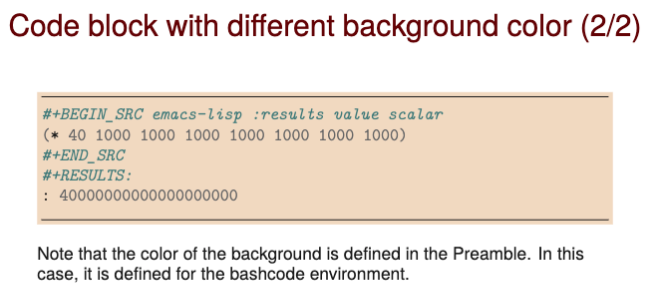 Code block with different background color (2/2)
#+BEGIN_SRC emacs-lisp :results value scalar
(* 40 1000 1000 1000 1000 1000 1000 1000)
#+END_SRC
#+RESULTS:
: 40000000000000000000
Note that the color of the background is defined in the Preamble. In this
case, it is defined for the bashcode environment.